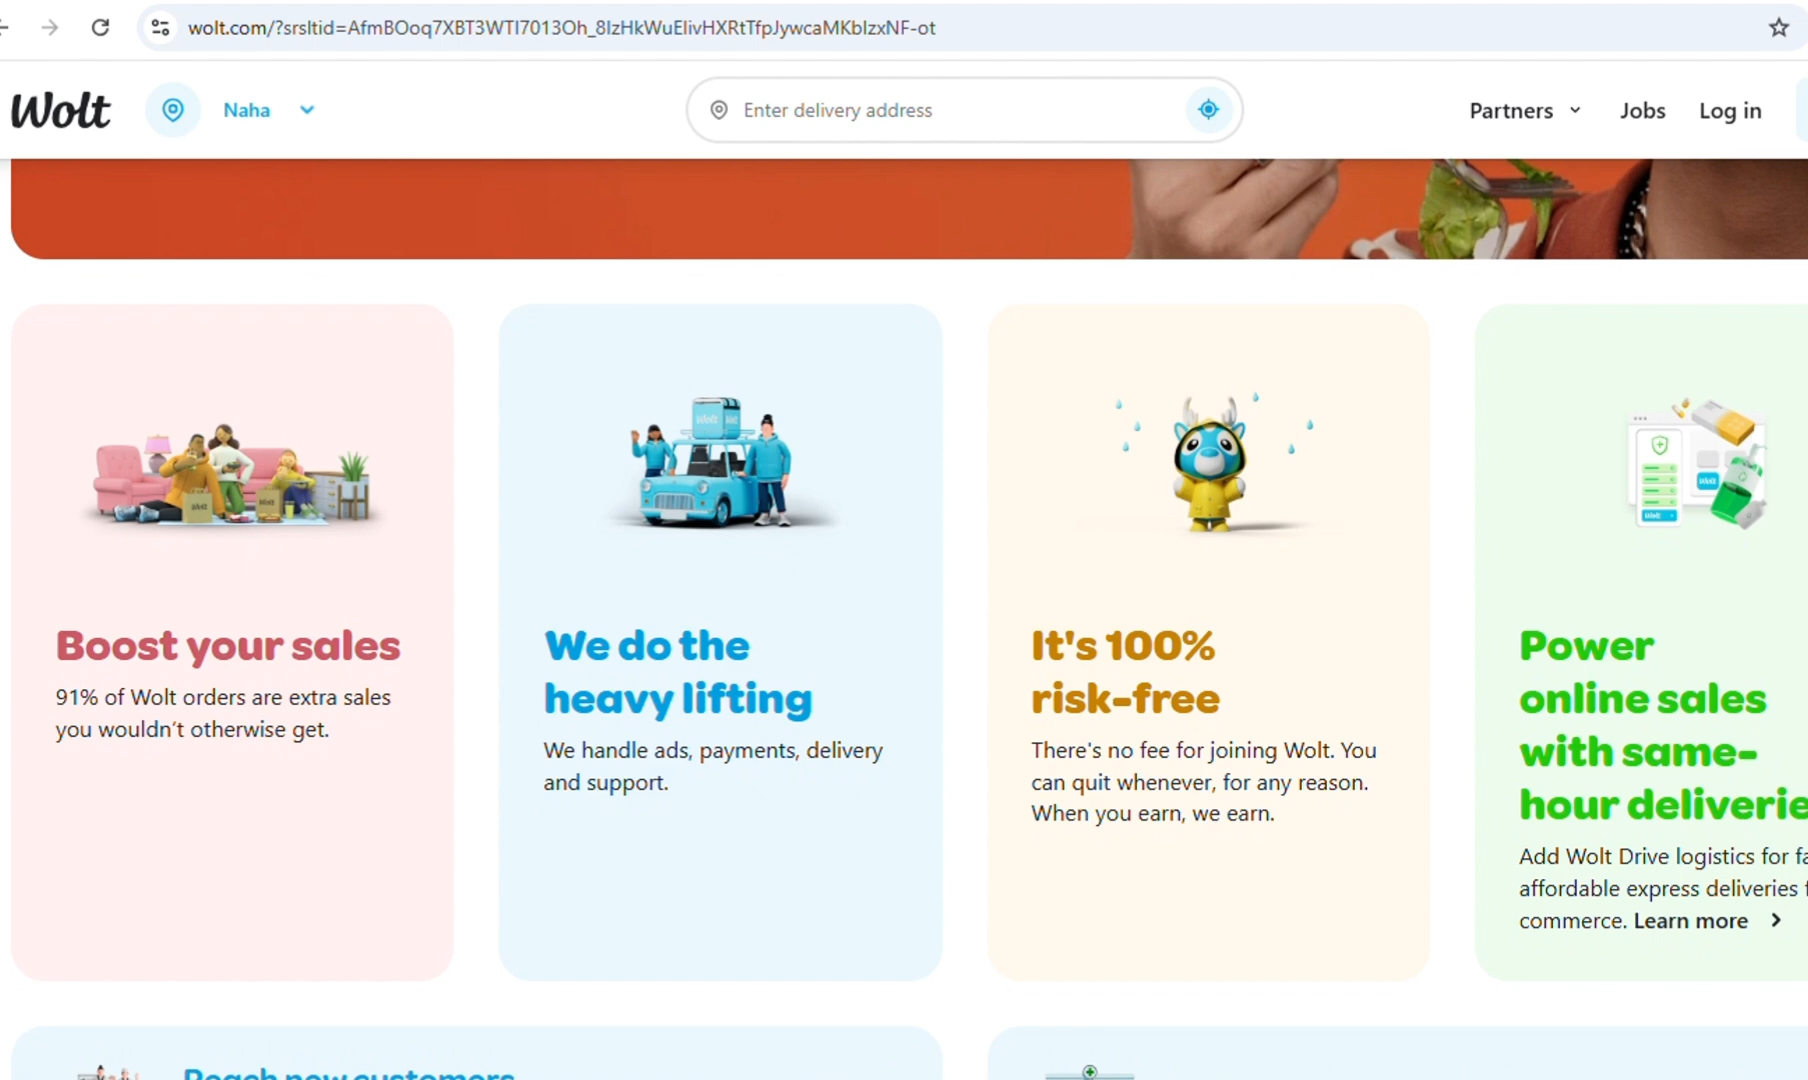 wolt.com/?srsltid=AfmBOoq7XBT3WTI7013Oh_8IzHkWuEIivHXRtTfpJywcaMKbIzxNF-ot
Wolt
Naha
Enter delivery address
Partners
Jobs
Log in
Boost your sales
91% of Wolt orders are extra sales
you wouldn't otherwise get.
We do the
heavy lifting
We handle ads, payments, delivery
and support.
It's 100%
risk-free
There's no fee for joining Wolt. You
can quit whenever, for any reason.
When you earn, we earn.
Power
online sales
with same-
hour deliverie
Add Wolt Drive logistics for fa
affordable express deliveries f
commerce. Learn more
Reach new customers